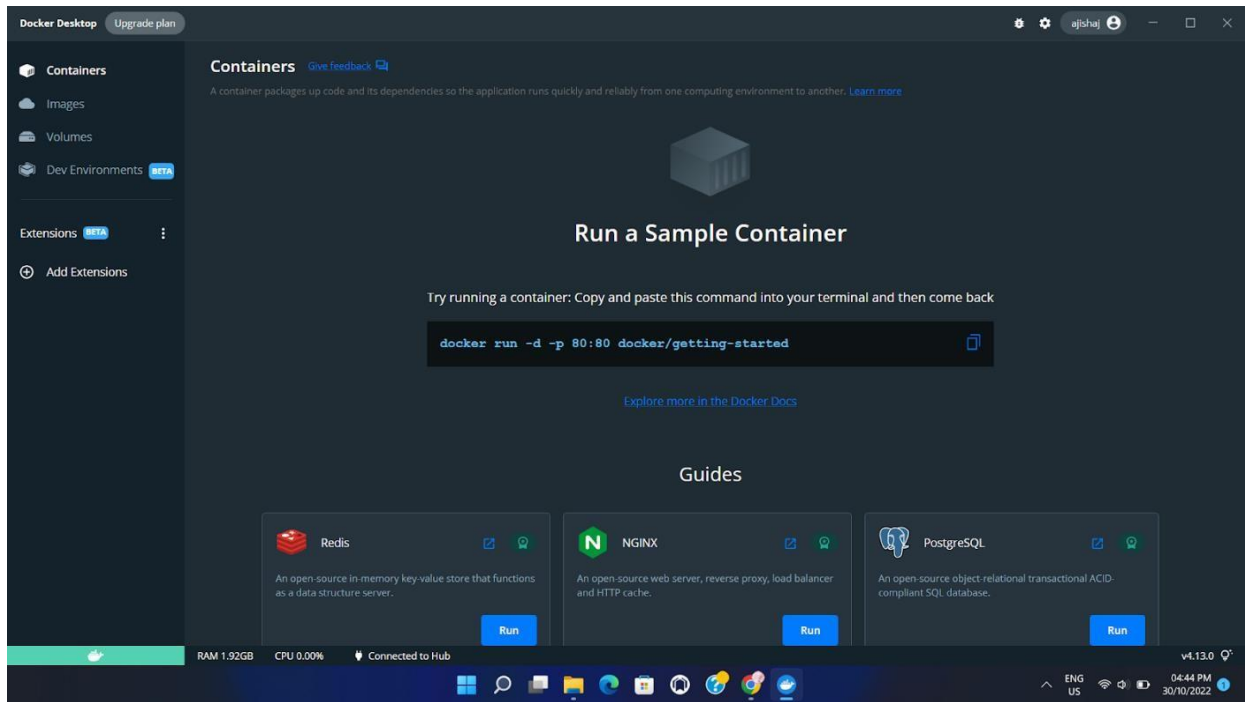 Docker Desktop Upgrade plan
ajishaj
Containers
Images
Volumes
Dev Environments BETA
Extensions BETA
Add Extensions
Containers Give feedback
A container packages up code and its dependencies so the application runs quickly and reliably from one computing environment to another. Learn more
Run a Sample Container
Try running a container: Copy and paste this command into your terminal and then come back
docker run -d -p 80:80 docker/getting-started
Explore more in the Docker Docs
Guides
Redis
An open-source in-memory key-value store that functions
as a data structure server.
Run
NGINX
An open-source web server, reverse proxy, load balancer
and HTTP cache.
Run
PostgreSQL
An open-source object-relational transactional ACID-
compliant SQL database.
Run
RAM 1.92GB CPU 0.00% Connected to Hub
v4.13.0
ENG
US
04:44 PM
30/10/2022
1